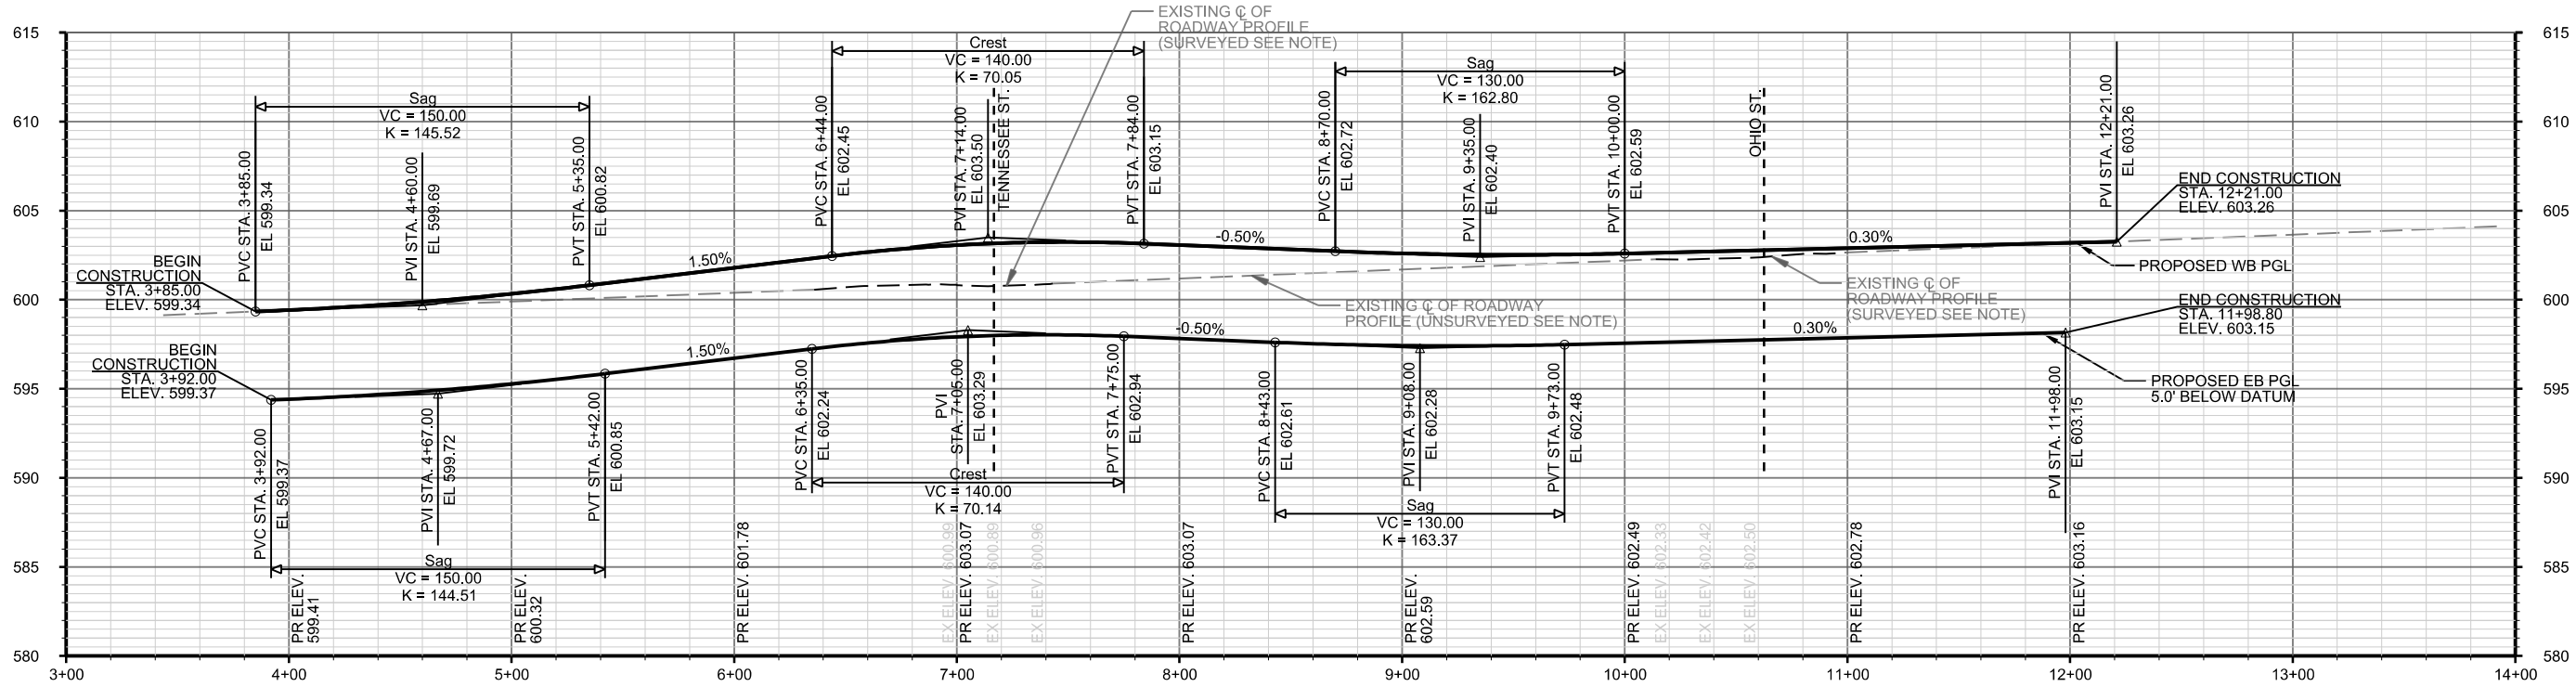 EXISTING ℄ OF
ROADWAY PROFILE
(SURVEYED SEE NOTE)
615
615
610
610
605
605
600
600
595
595
590
590
585
585
580
580
Sag
VC = 150.00
K = 145.52
PVC STA. 3+85.00
EL 599.34
PVI STA. 4+60.00
EL 599.69
PVT STA. 5+35.00
EL 600.82
Crest
VC = 140.00
K = 70.05
PVC STA. 6+44.00
EL 602.45
PVI STA. 7+14.00
EL 603.50
TENNESSEE ST.
PVT STA. 7+84.00
EL 603.15
Sag
VC = 130.00
K = 162.80
PVC STA. 8+70.00
EL 602.72
PVI STA. 9+35.00
EL 602.40
PVT STA. 10+00.00
EL 602.59
OHIO ST.
PVI STA. 12+21.00
EL 603.26
END CONSTRUCTION
STA. 12+21.00
ELEV. 603.26
BEGIN
CONSTRUCTION
STA. 3+85.00
ELEV. 599.34
1.50%
-0.50%
0.30%
PROPOSED WB PGL
EXISTING ℄ OF ROADWAY
PROFILE (UNSURVEYED SEE NOTE)
EXISTING ℄ OF
ROADWAY PROFILE
(SURVEYED SEE NOTE)
END CONSTRUCTION
STA. 11+98.80
ELEV. 603.15
BEGIN
CONSTRUCTION
STA. 3+92.00
ELEV. 599.37
1.50%
-0.50%
0.30%
PROPOSED EB PGL
5.0' BELOW DATUM
PVC STA. 3+92.00
EL 599.37
PVI STA. 4+67.00
EL 599.72
PVT STA. 5+42.00
EL 600.85
Sag
VC = 150.00
K = 144.51
PVC STA. 6+35.00
EL 602.24
PVI
STA. 7+05.00
EL 603.29
PVT STA. 7+75.00
EL 602.94
Crest
VC = 140.00
K = 70.14
PVC STA. 8+43.00
EL 602.61
PVI STA. 9+08.00
EL 602.28
PVT STA. 9+73.00
EL 602.48
Sag
VC = 130.00
K = 163.37
PVI STA. 11+98.00
EL 603.15
PR ELEV.
599.41
PR ELEV.
600.32
PR ELEV. 601.78
EX ELEV. 600.99
PR ELEV. 603.07
EX ELEV. 600.89
EX ELEV. 600.96
PR ELEV. 603.07
PR ELEV.
602.59
PR ELEV. 602.49
EX ELEV. 602.33
EX ELEV. 602.42
EX ELEV. 602.50
PR ELEV. 602.78
PR ELEV. 603.16
3+00
4+00
5+00
6+00
7+00
8+00
9+00
10+00
11+00
12+00
13+00
14+00